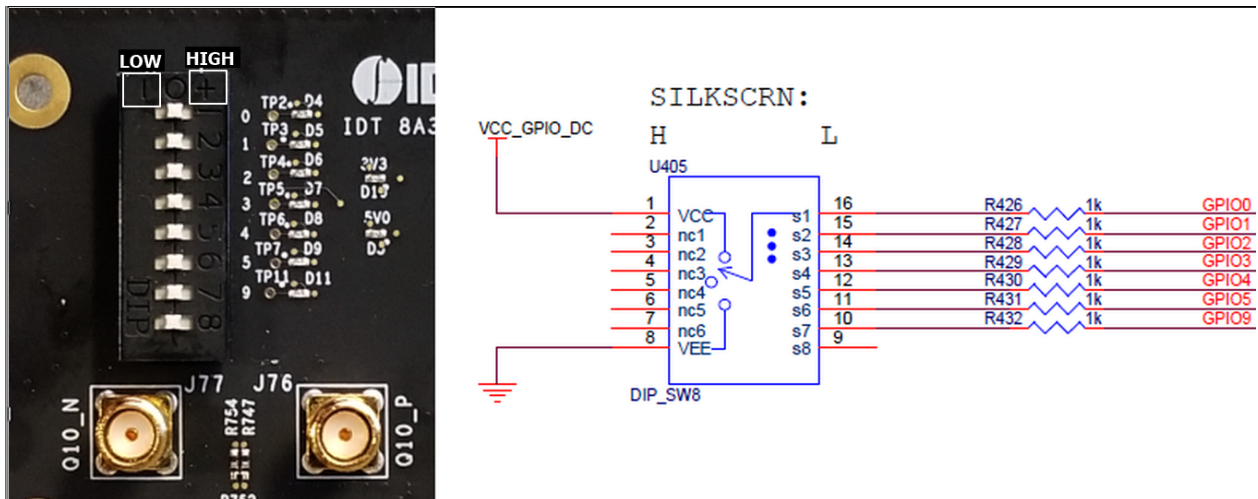 LOW HIGH
- O +
1
2
3
4
5
6
7
8
DIP
0 TP2 D4
1 TP3 D5
2 TP4 D6
3 TP5 D7
4 TP6 D8
5 TP7 D9
9 TP11 D11
ID
IDT 8A3
3V3
5V0
J77 J76
Q10_N
R754
R747
Q10_P
SILKSCRN:
H L
VCC_GPIO_DC
U405
1 VCC s1 16 R426 1k GPIO0
2 nc1 s2 15 R427 1k GPIO1
3 nc2 s3 14 R428 1k GPIO2
4 nc3 s4 13 R429 1k GPIO3
5 nc4 s5 12 R430 1k GPIO4
6 nc5 s6 11 R431 1k GPIO5
7 nc6 s7 10 R432 1k GPIO9
8 VEE s8 9
DIP_SW8